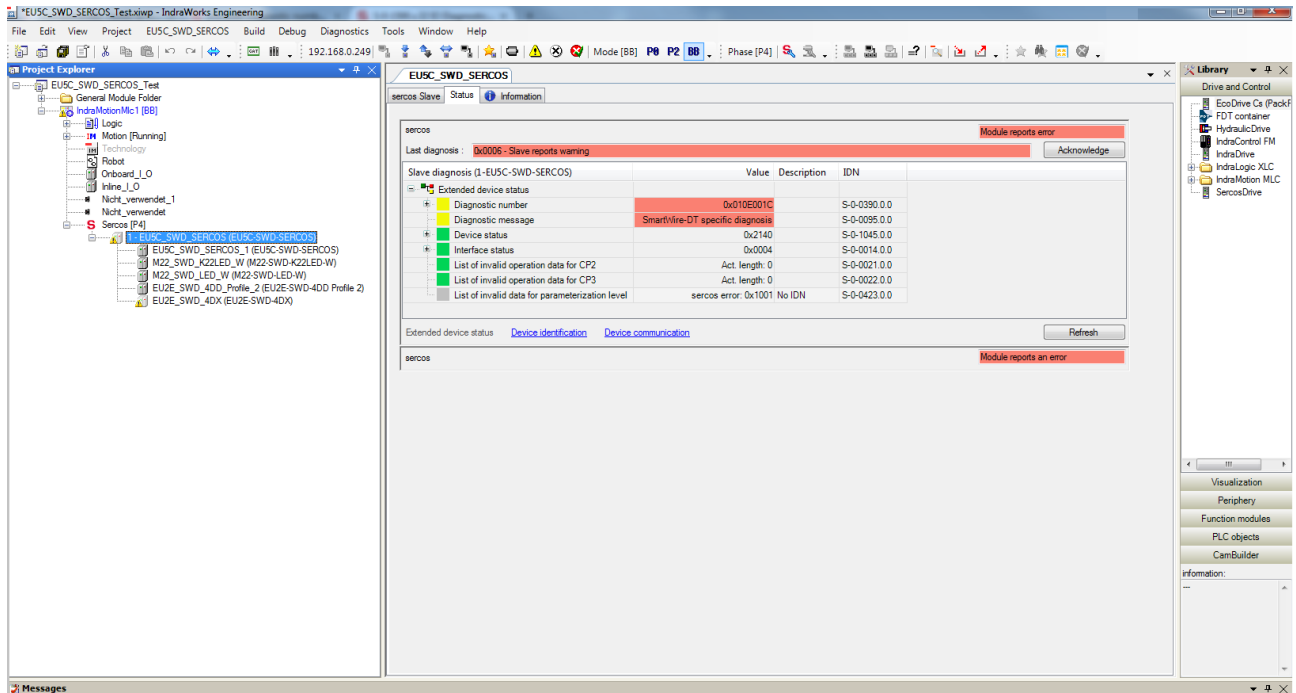 *EU5C_SWD_SERCOS_Test.xiwp - IndraWorks Engineering
File Edit View Project EU5C_SWD_SERCOS Build Debug Diagnostics Tools Window Help
192.168.0.249 Mode [BB] P0 P2 BB Phase [P4]
Project Explorer
EU5C_SWD_SERCOS_Test
General Module Folder
IndraMotionMlc1 [BB]
Logic
Motion [Running]
Technology
Robot
Onboard_I_O
Inline_I_O
Nicht_verwendet_1
Nicht_verwendet
Sercos [P4]
1 - EU5C_SWD_SERCOS (EU5C-SWD-SERCOS)
EU5C_SWD_SERCOS_1 (EU5C-SWD-SERCOS)
M22_SWD_K22LED_W (M22-SWD-K22LED-W)
M22_SWD_LED_W (M22-SWD-LED-W)
EU2E_SWD_4DD_Profile_2 (EU2E-SWD-4DD Profile 2)
EU2E_SWD_4DX (EU2E-SWD-4DX)
EU5C_SWD_SERCOS
sercos Slave Status Information
sercos Module reports error
Last diagnosis : 0x0006 - Slave reports warning Acknowledge
Slave diagnosis (1-EU5C-SWD-SERCOS) Value Description IDN
Extended device status
Diagnostic number 0x010E001C S-0-0390.0.0
Diagnostic message SmartWire-DT specific diagnosis S-0-0095.0.0
Device status 0x2140 S-0-1045.0.0
Interface status 0x0004 S-0-0014.0.0
List of invalid operation data for CP2 Act. length: 0 S-0-0021.0.0
List of invalid operation data for CP3 Act. length: 0 S-0-0022.0.0
List of invalid data for parameterization level sercos error: 0x1001 No IDN S-0-0423.0.0
Extended device status Device identification Device communication Refresh
sercos Module reports an error
Library
Drive and Control
EcoDrive Cs (PackF
FDT container
HydraulicDrive
IndraControl FM
IndraDrive
IndraLogic XLC
IndraMotion MLC
SercosDrive
Visualization
Periphery
Function modules
PLC objects
CamBuilder
information:
---
Messages